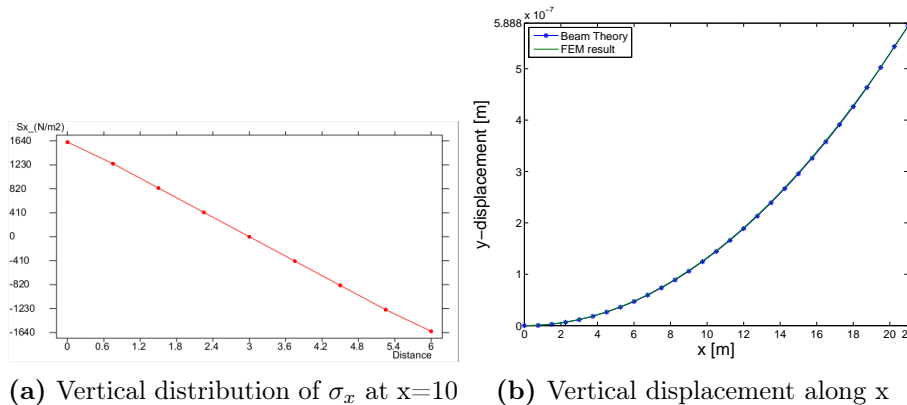 Sx_(N/m2)
1640
1230
820
410
0
-410
-820
-1230
-1640
0 0.6 1.2 1.8 2.4 3 3.6 4.2 4.8 5.4 6
Distance
x 10⁻⁷
5.888
5
4
3
2
1
0
y−displacement [m]
Beam Theory
FEM result
0 2 4 6 8 10 12 14 16 18 20 21
x [m]
(a) Vertical distribution of σx at x=10
(b) Vertical displacement along x